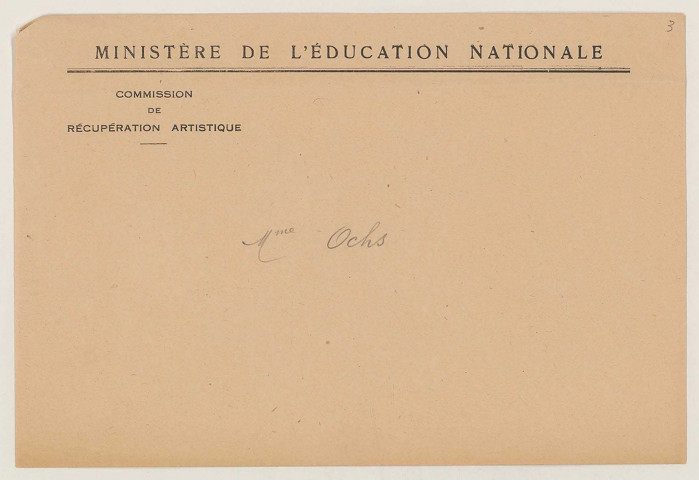 3
MINISTÈRE DE L'ÉDUCATION NATIONALE
COMMISSION
DE
RÉCUPÉRATION ARTISTIQUE
Mme Ochs